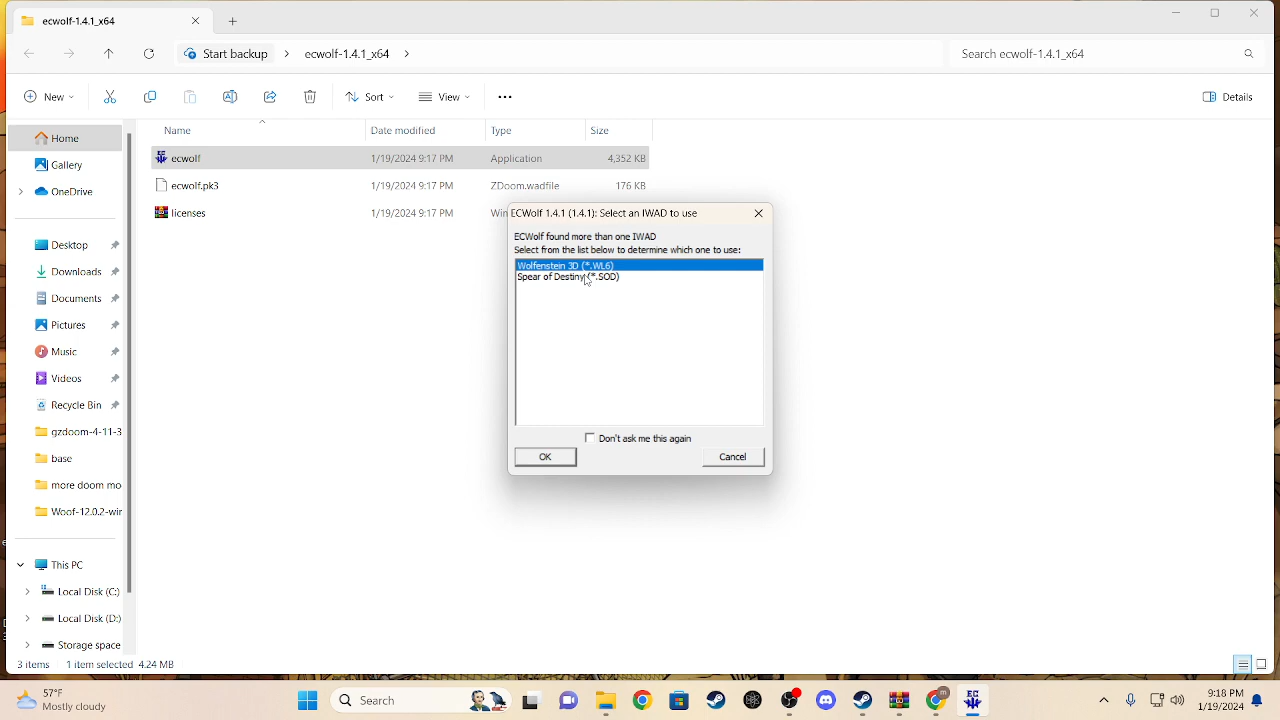 ecwolf-1.4.1_x64
Start backup
ecwolf-1.4.1_x64
Search ecwolf-1.4.1_x64
New
Sort
View
Details
Name
Date modified
Type
Size
Home
Gallery
OneDrive
Desktop
Downloads
Documents
Pictures
Music
Videos
Recycle Bin
gzdoom-4-11-3
base
more doom mo
Woof-12.0.2-wir
This PC
Local Disk (C:)
Local Disk (D:)
Storage space
ecwolf 1/19/2024 9:17 PM Application 4,352 KB
ecwolf.pk3 1/19/2024 9:17 PM ZDoom.wadfile 176 KB
licenses 1/19/2024 9:17 PM Win
ECWolf 1.4.1 (1.4.1): Select an IWAD to use
ECWolf found more than one IWAD
Select from the list below to determine which one to use:
Wolfenstein 3D (*.WL6)
Spear of Destiny (*.SOD)
Don't ask me this again
OK
Cancel
3 items 1 item selected 4.24 MB
57°F
Mostly cloudy
Search
m
EC
9:18 PM
1/19/2024